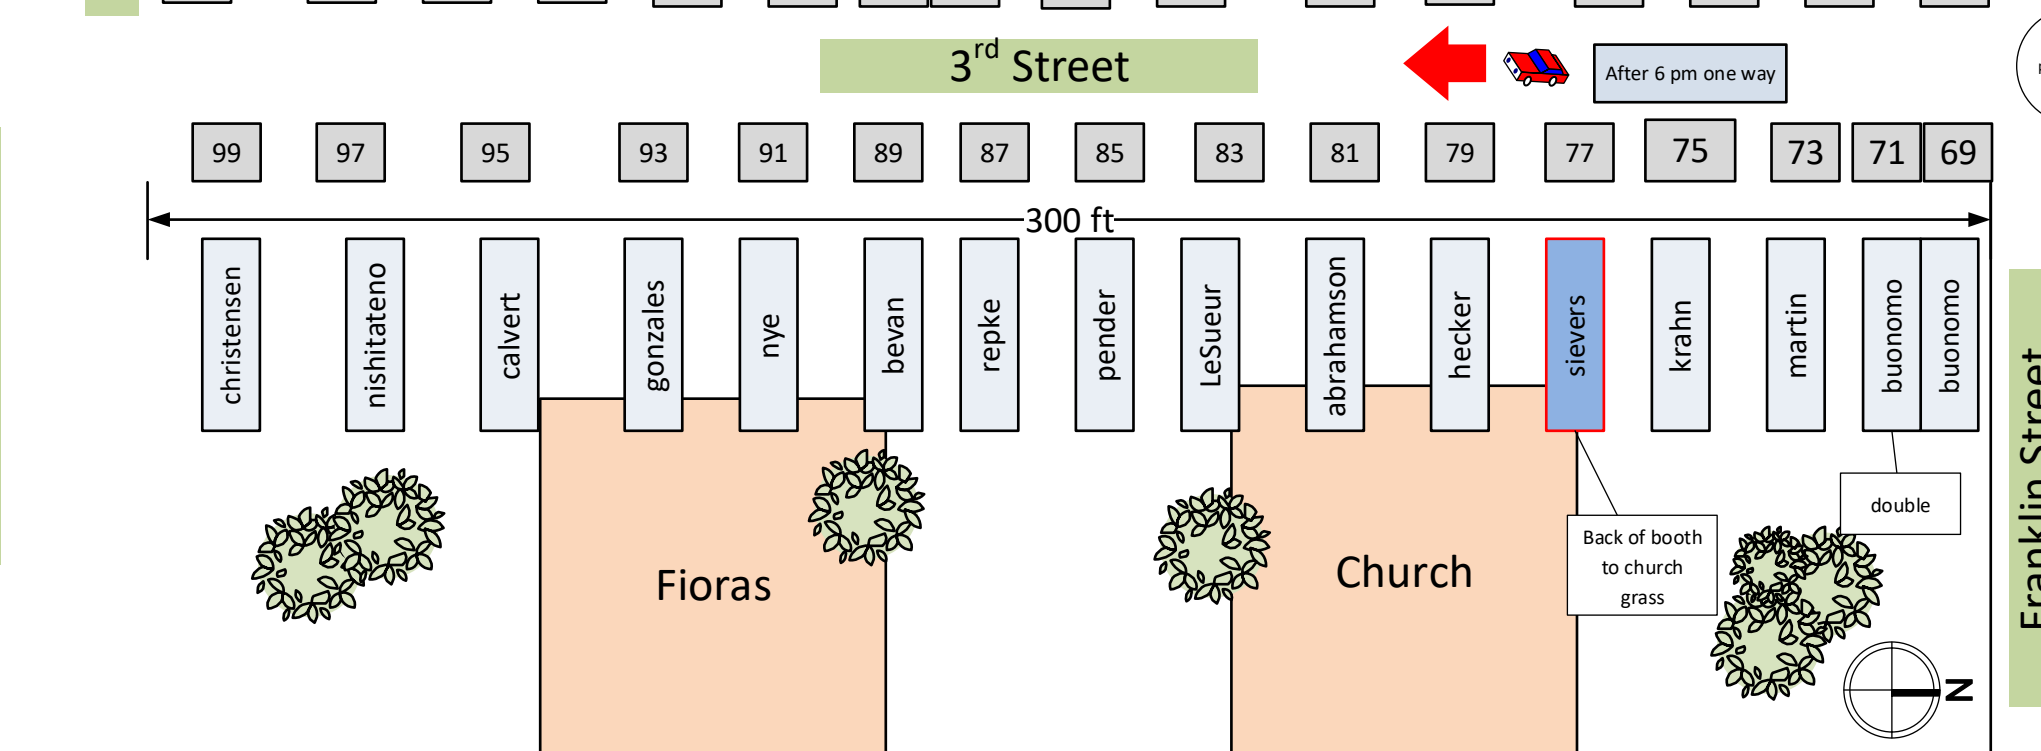 3rd Street
After 6 pm one way
99 97 95 93 91 89 87 85 83 81 79 77 75 73 71 69
300 ft
christensen
nishitateno
calvert
gonzales
nye
bevan
repke
pender
LeSueur
abrahamson
hecker
sievers
krahn
martin
buonomo
buonomo
Franklin Street
double
Back of booth
to church
grass
Fioras
Church
N